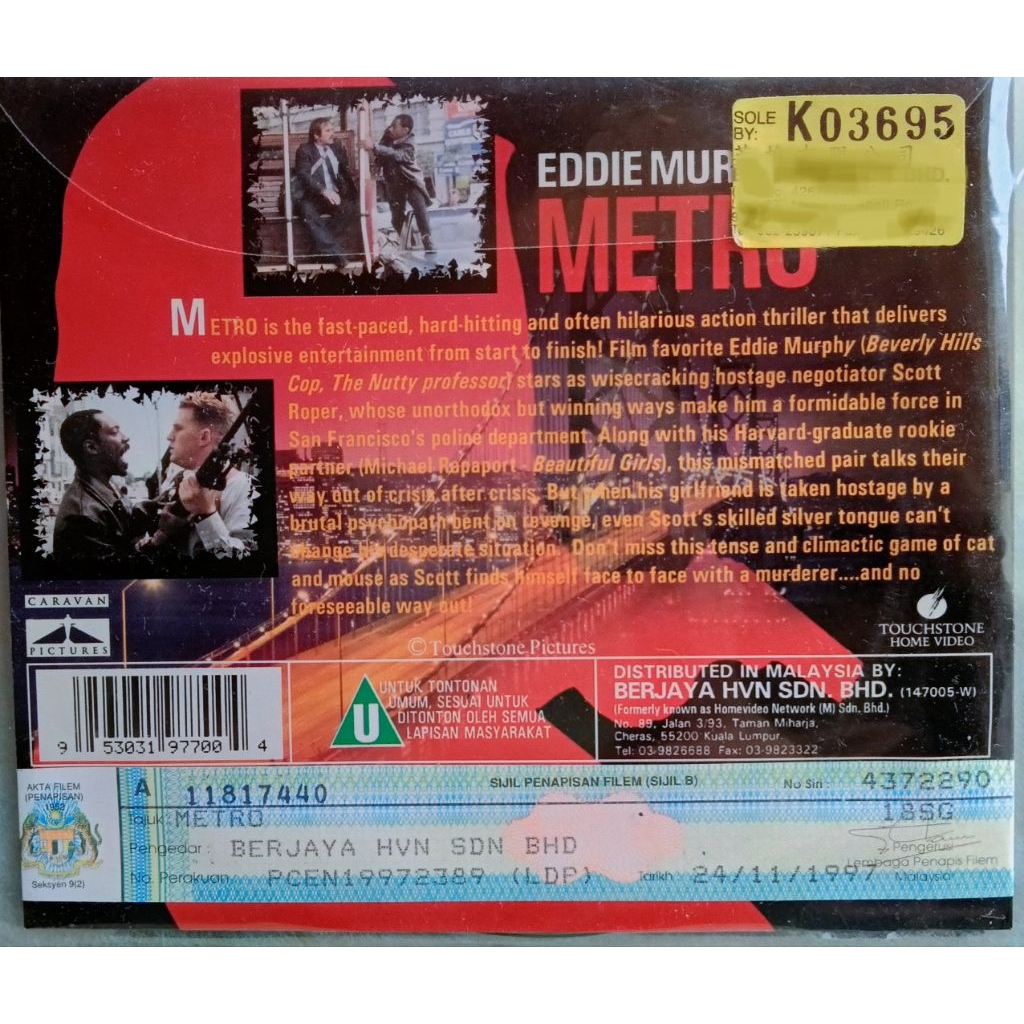 SOLE
BY:
K03695
EDDIE MUR
BHD.
METRO
METRO is the fast-paced, hard-hitting and often hilarious action thriller that delivers
explosive entertainment from start to finish! Film favorite Eddie Murphy (Beverly Hills
Cop, The Nutty professor) stars as wisecracking hostage negotiator Scott
Roper, whose unorthodox but winning ways make him a formidable force in
San Francisco's police department. Along with his Harvard-graduate rookie
partner (Michael Rapaport - Beautiful Girls), this mismatched pair talks their
way out of crisis after crisis. But when his girlfriend is taken hostage by a
brutal psychopath bent on revenge, even Scott's skilled silver tongue can't
change his desperate situation. Don't miss this tense and climactic game of cat
and mouse as Scott finds himself face to face with a murderer....and no
foreseeable way out!
CARAVAN
PICTURES
TOUCHSTONE
HOME VIDEO
© Touchstone Pictures
9 53031 97700 4
U
UNTUK TONTONAN
UMUM, SESUAI UNTUK
DITONTON OLEH SEMUA
LAPISAN MASYARAKAT
DISTRIBUTED IN MALAYSIA BY:
BERJAYA HVN SDN. BHD. (147005-W)
(Formerly known as Homevideo Network (M) Sdn. Bhd.)
No. 89, Jalan 3/93, Taman Miharja,
Cheras, 55200 Kuala Lumpur.
Tel: 03-9826688 Fax: 03-9823322
AKTA FILEM
(PENAPISAN)
1952
Seksyen 9(2)
A 11817440
SIJIL PENAPISAN FILEM (SIJIL B)
No Siri : 4372290
Tajuk: METRO
18SG
Pengedar : BERJAYA HVN SDN BHD
Pengerusi
Lembaga Penapis Filem
Malaysia
No. Perakuan : PCEN19972389 (LDP)
Tarikh : 24/11/1997